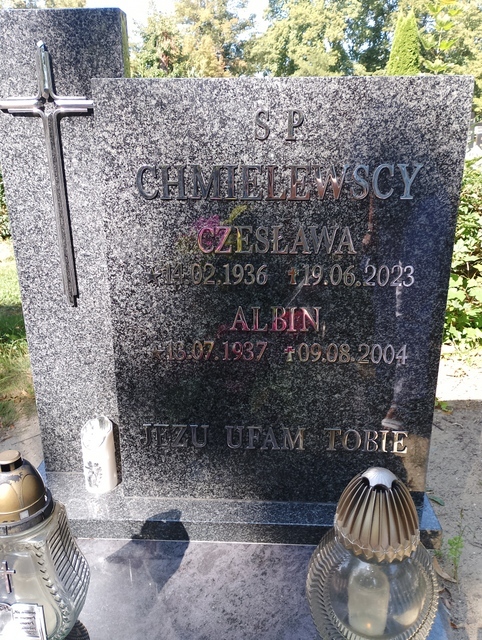 S P
CHMIELEWSCY
CZESŁAWA
*14.02.1936 †19.06.2023
ALBIN
*13.07.1937 †09.08.2004
JEZU UFAM TOBIE